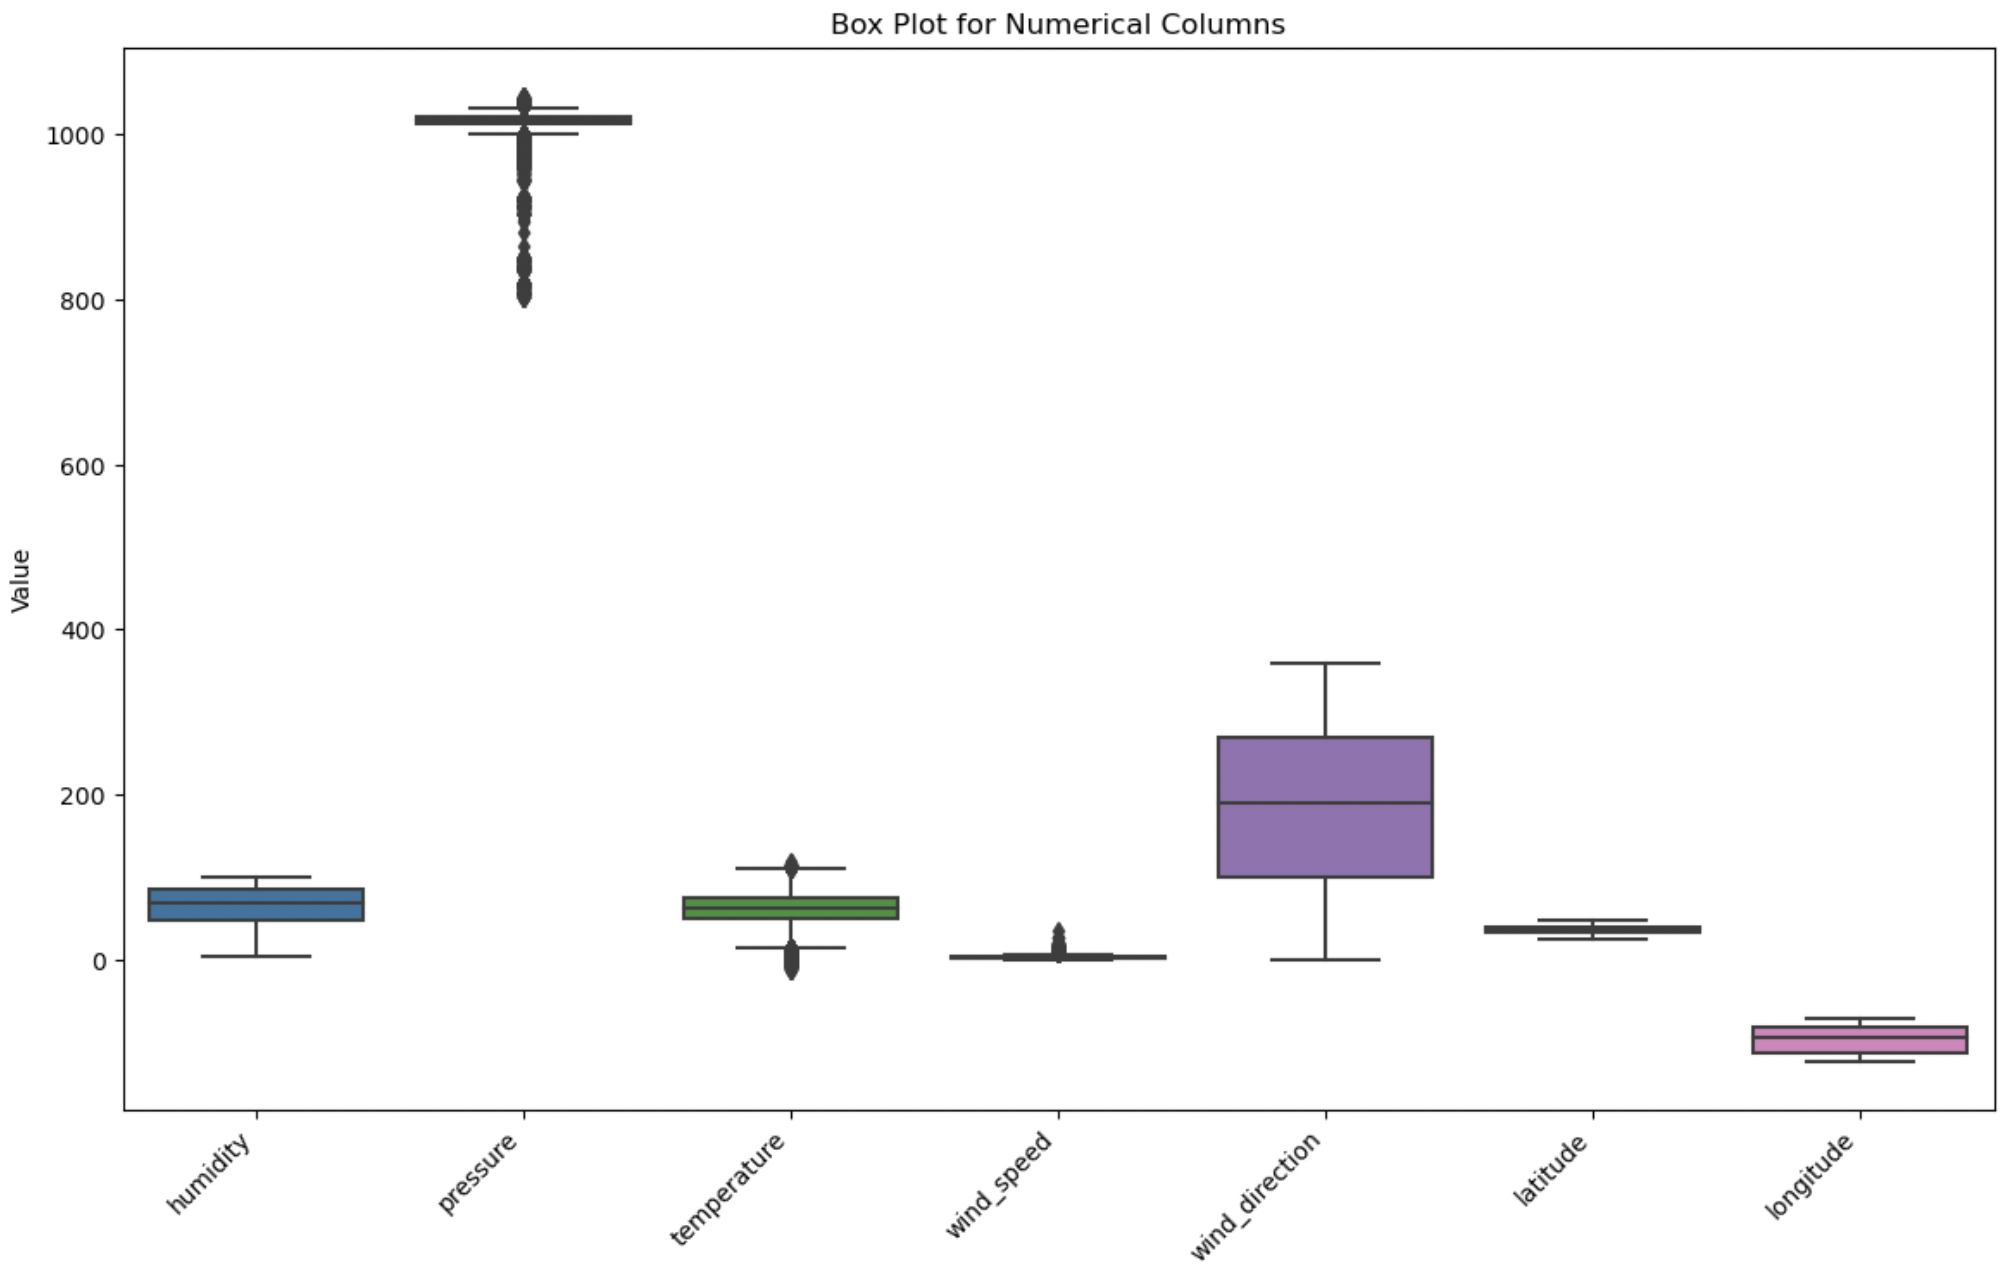 Box Plot for Numerical Columns
Value
1000
800
600
400
200
0
humidity
pressure
temperature
wind_speed
wind_direction
latitude
longitude